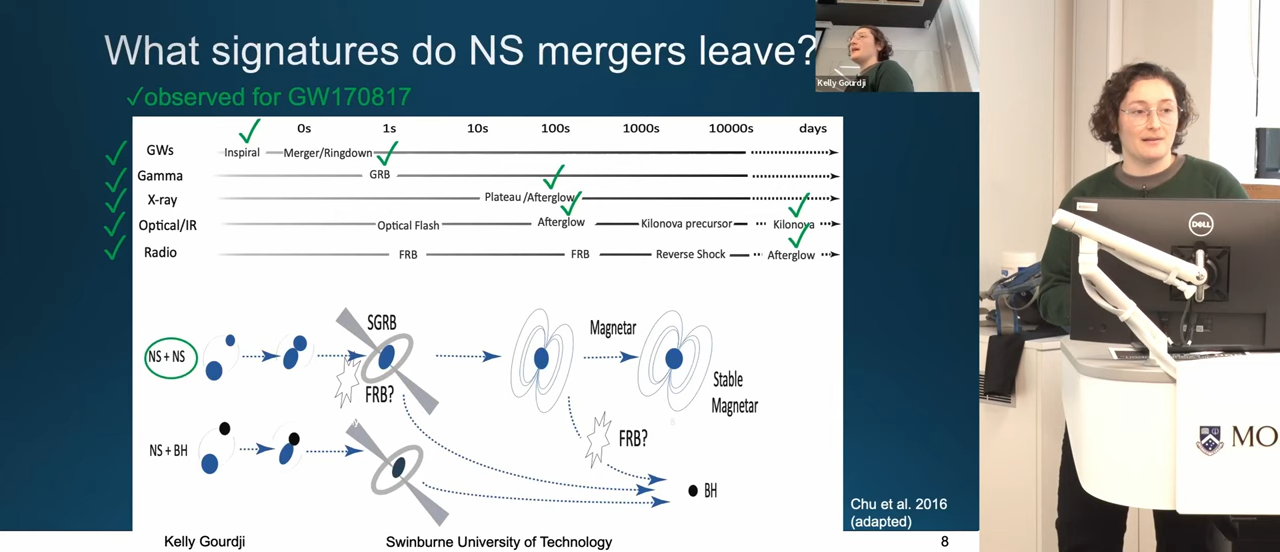 What signatures do NS mergers leave?
Kelly Gourdji
✓observed for GW170817
0s 1s 10s 100s 1000s 10000s days
GWs Inspiral Merger/Ringdown
Gamma GRB
X-ray Plateau /Afterglow
Optical/IR Optical Flash Afterglow Kilonova precursor Kilonova
Radio FRB FRB Reverse Shock Afterglow
SGRB
Magnetar
NS + NS
FRB?
Stable
Magnetar
NS + BH
FRB?
BH
Chu et al. 2016
(adapted)
Kelly Gourdji Swinburne University of Technology 8
DELL
MO